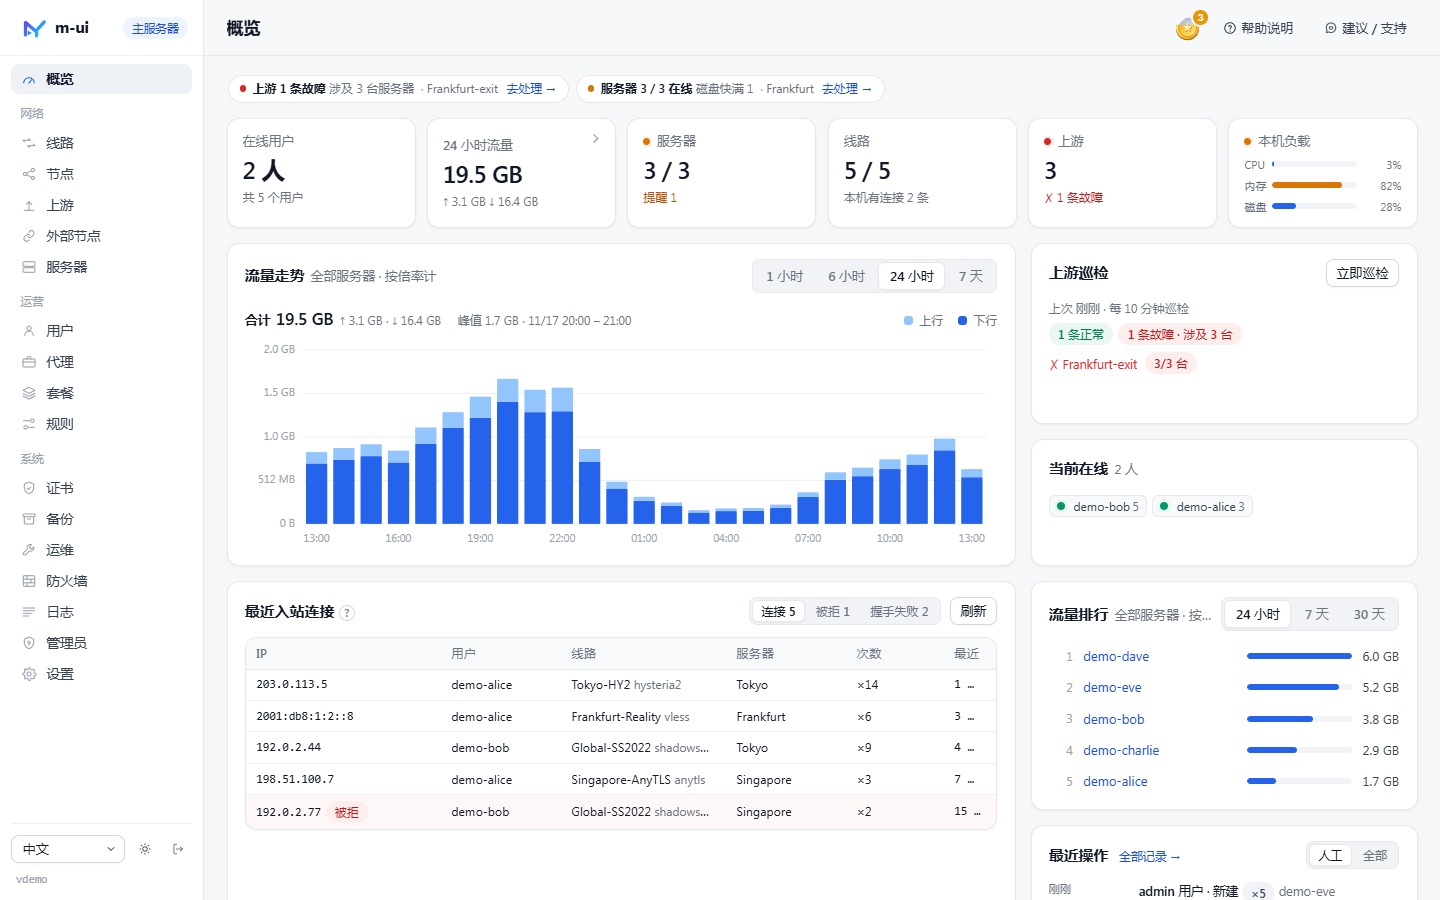 m-ui 主服务器
概览
网络
线路
节点
上游
外部节点
服务器
运营
用户
代理
套餐
规则
系统
证书
备份
运维
防火墙
日志
管理员
设置
中文
vdemo
概览
3
帮助说明
建议 / 支持
上游 1 条故障 涉及 3 台服务器 · Frankfurt-exit 去处理 →
服务器 3 / 3 在线 磁盘快满 1 · Frankfurt 去处理 →
在线用户
2 人
共 5 个用户
24 小时流量
19.5 GB
↑ 3.1 GB ↓ 16.4 GB
服务器
3 / 3
提醒 1
线路
5 / 5
本机有连接 2 条
上游
3
✗ 1 条故障
本机负载
CPU 3%
内存 82%
磁盘 28%
流量走势 全部服务器 · 按倍率计
1 小时 6 小时 24 小时 7 天
合计 19.5 GB ↑ 3.1 GB · ↓ 16.4 GB 峰值 1.7 GB · 11/17 20:00 – 21:00
上行 下行
2.0 GB
1.5 GB
1.0 GB
512 MB
0 B
13:00 16:00 19:00 22:00 01:00 04:00 07:00 10:00 13:00
上游巡检 立即巡检
上次 刚刚 · 每 10 分钟巡检
1 条正常 1 条故障 · 涉及 3 台
✗ Frankfurt-exit 3/3 台
当前在线 2 人
demo-bob 5 demo-alice 3
最近入站连接 ?
连接 5 被拒 1 握手失败 2 刷新
IP 用户 线路 服务器 次数 最近
203.0.113.5 demo-alice Tokyo-HY2 hysteria2 Tokyo ×14 1 …
2001:db8:1:2::8 demo-alice Frankfurt-Reality vless Frankfurt ×6 3 …
192.0.2.44 demo-bob Global-SS2022 shadows… Tokyo ×9 4 …
198.51.100.7 demo-alice Singapore-AnyTLS anytls Singapore ×3 7 …
192.0.2.77 被拒 demo-bob Global-SS2022 shadows… Singapore ×2 15 …
流量排行 全部服务器 · 按… 24 小时 7 天 30 天
1 demo-dave 6.0 GB
2 demo-eve 5.2 GB
3 demo-bob 3.8 GB
4 demo-charlie 2.9 GB
5 demo-alice 1.7 GB
最近操作 全部记录 → 人工 全部
刚刚 admin 用户 · 新建 ×5 demo-eve